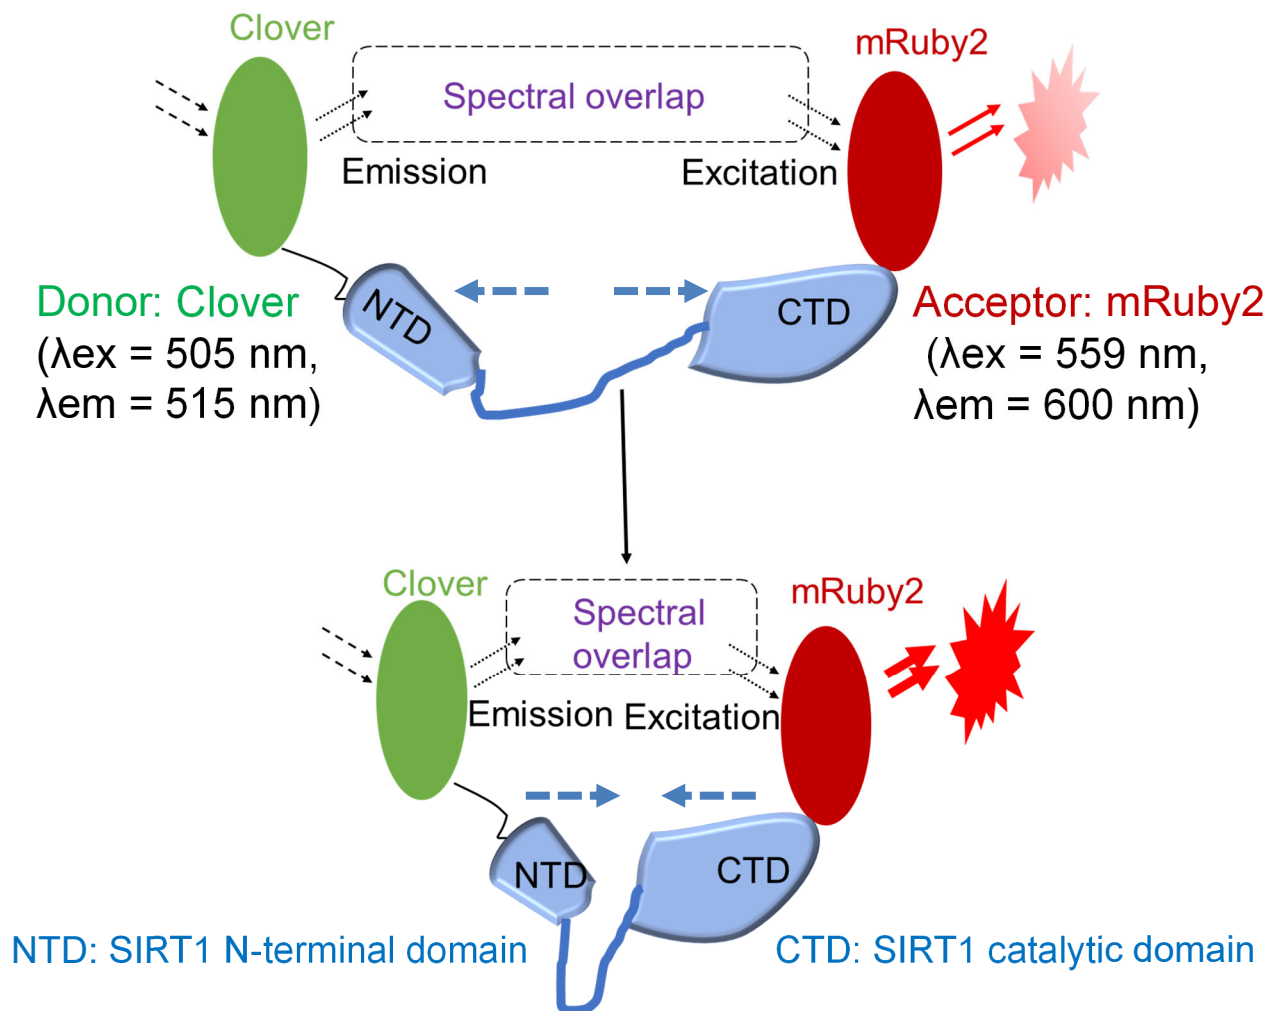 Clover
mRuby2
Spectral overlap
Emission
Excitation
NTD
CTD
Donor: Clover
(λex = 505 nm,
λem = 515 nm)
Acceptor: mRuby2
(λex = 559 nm,
λem = 600 nm)
Clover
mRuby2
Spectral
overlap
Emission
Excitation
NTD
CTD
NTD: SIRT1 N-terminal domain
CTD: SIRT1 catalytic domain